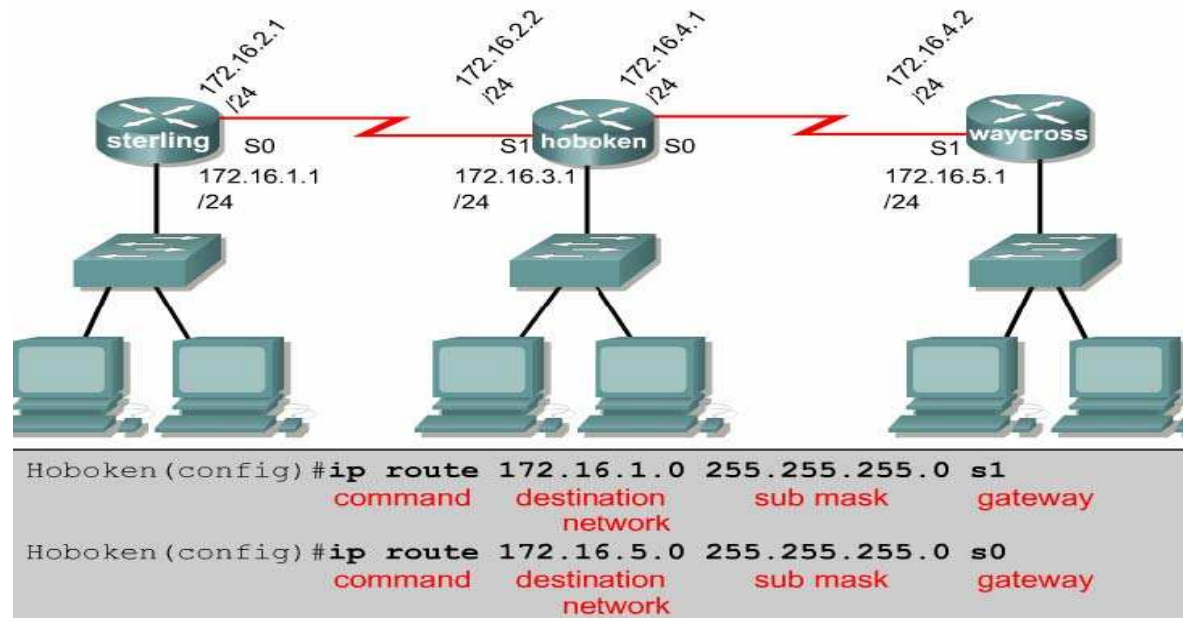 172.16.2.1
/24
172.16.2.2
/24
172.16.4.1
/24
172.16.4.2
/24
sterling
S0
S1
hoboken
S0
S1
waycross
172.16.1.1
/24
172.16.3.1
/24
172.16.5.1
/24
Hoboken(config)#ip route 172.16.1.0 255.255.255.0 s1
command destination sub mask gateway
network
Hoboken(config)#ip route 172.16.5.0 255.255.255.0 s0
command destination sub mask gateway
network